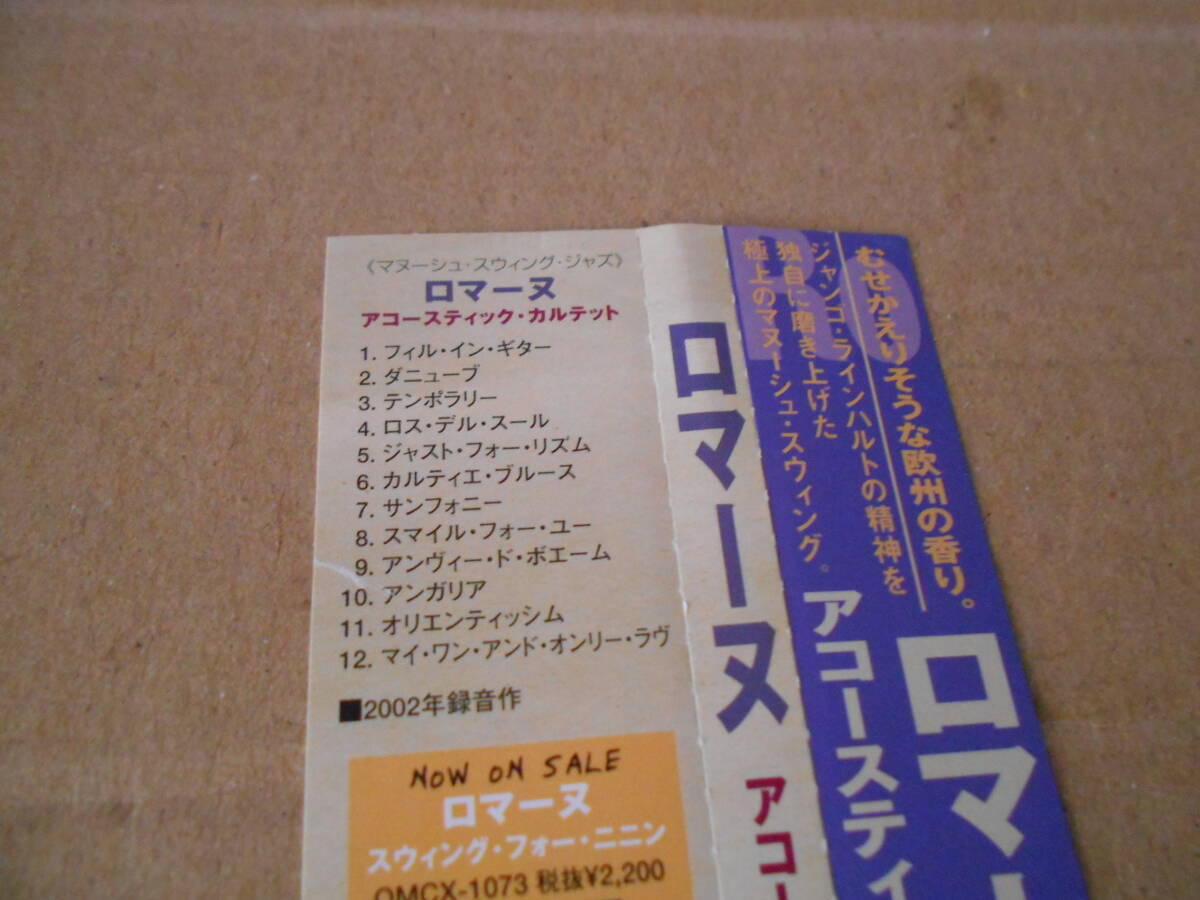 《マヌーシュ・スウィング・ジャズ》
ロマーヌ
アコースティック・カルテット
1. フィル・イン・ギター
2. ダニューブ
3. テンポラリー
4. ロス・デル・スール
5. ジャスト・フォー・リズム
6. カルティエ・ブルース
7. サンフォニー
8. スマイル・フォー・ユー
9. アンヴィー・ド・ボエーム
10. アンガリア
11. オリエンティッシム
12. マイ・ワン・アンド・オンリー・ラヴ
■2002年録音作
NOW ON SALE
ロマーヌ
スウィング・フォー・ニニン
OMCX-1073 税抜¥2,200
ロマーヌ
アコー
むせかえりそうな欧州の香り。
ジャンゴ・ラインハルトの精神を
独自に磨き上げた
極上のマヌーシュ・スウィング。
ロマー
アコースティ